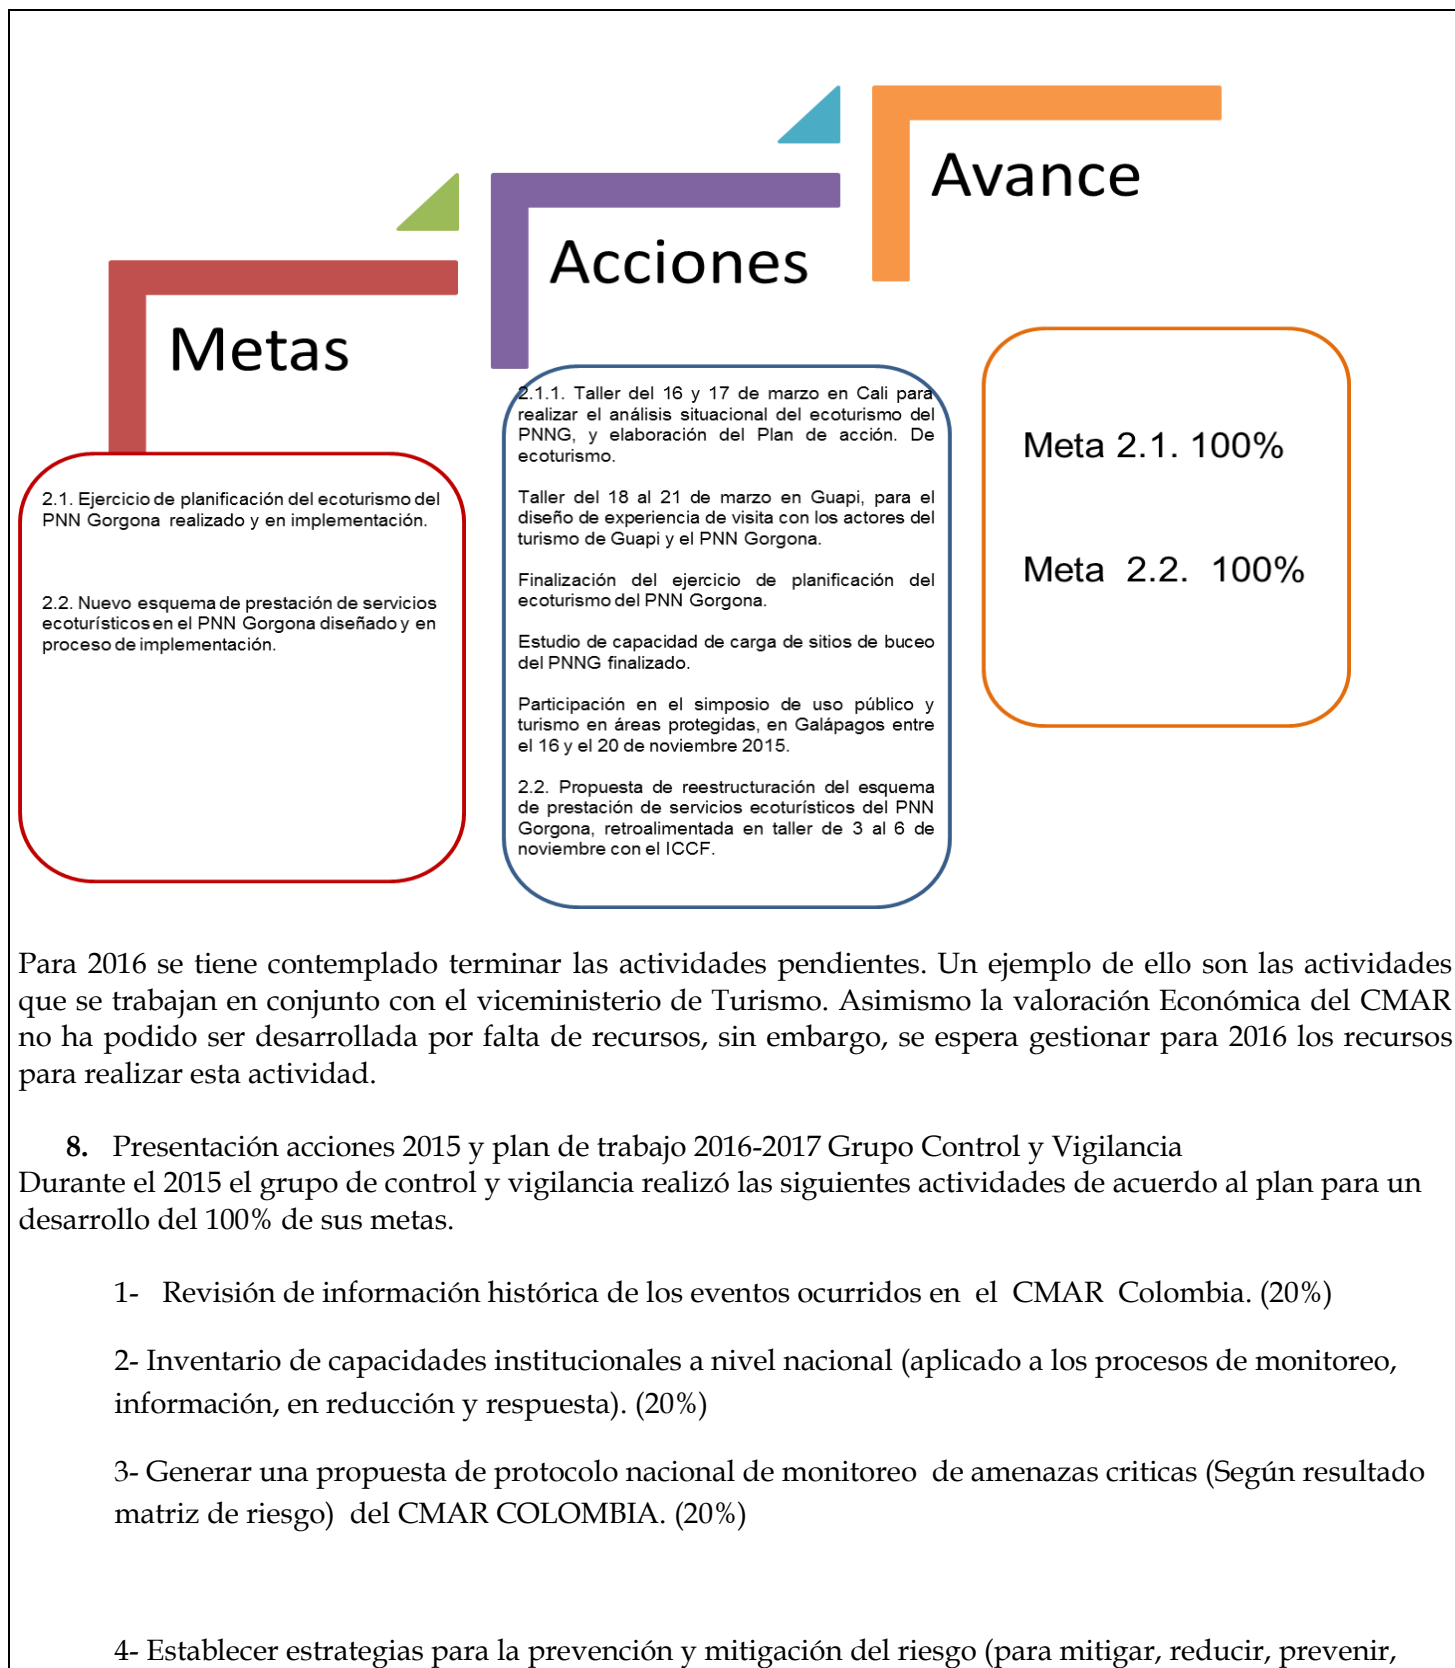 Avance
Acciones
Metas
2.1. Ejercicio de planificación del ecoturismo del
PNN Gorgona realizado y en implementación.
2.2. Nuevo esquema de prestación de servicios
ecoturísticos en el PNN Gorgona diseñado y en
proceso de implementación.
2.1.1. Taller del 16 y 17 de marzo en Cali para
realizar el análisis situacional del ecoturismo del
PNNG, y elaboración del Plan de acción. De
ecoturismo.
Taller del 18 al 21 de marzo en Guapi, para el
diseño de experiencia de visita con los actores del
turismo de Guapi y el PNN Gorgona.
Finalización del ejercicio de planificación del
ecoturismo del PNN Gorgona.
Estudio de capacidad de carga de sitios de buceo
del PNNG finalizado.
Participación en el simposio de uso público y
turismo en áreas protegidas, en Galápagos entre
el 16 y el 20 de noviembre 2015.
2.2. Propuesta de reestructuración del esquema
de prestación de servicios ecoturísticos del PNN
Gorgona, retroalimentada en taller de 3 al 6 de
noviembre con el ICCF.
Meta 2.1. 100%
Meta 2.2. 100%
Para 2016 se tiene contemplado terminar las actividades pendientes. Un ejemplo de ello son las actividades
que se trabajan en conjunto con el viceministerio de Turismo. Asimismo la valoración Económica del CMAR
no ha podido ser desarrollada por falta de recursos, sin embargo, se espera gestionar para 2016 los recursos
para realizar esta actividad.
8. Presentación acciones 2015 y plan de trabajo 2016-2017 Grupo Control y Vigilancia
Durante el 2015 el grupo de control y vigilancia realizó las siguientes actividades de acuerdo al plan para un
desarrollo del 100% de sus metas.
1- Revisión de información histórica de los eventos ocurridos en el CMAR Colombia. (20%)
2- Inventario de capacidades institucionales a nivel nacional (aplicado a los procesos de monitoreo,
información, en reducción y respuesta). (20%)
3- Generar una propuesta de protocolo nacional de monitoreo de amenazas criticas (Según resultado
matriz de riesgo) del CMAR COLOMBIA. (20%)
4- Establecer estrategias para la prevención y mitigación del riesgo (para mitigar, reducir, prevenir,